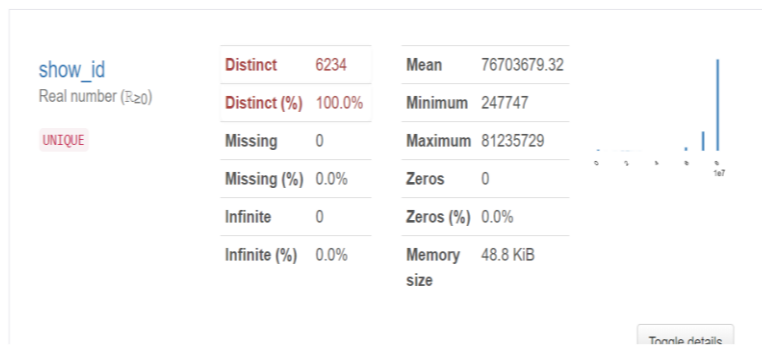 show_id
Real number (ℝ≥0)
UNIQUE
Distinct 6234
Distinct (%) 100.0%
Missing 0
Missing (%) 0.0%
Infinite 0
Infinite (%) 0.0%
Mean 76703679.32
Minimum 247747
Maximum 81235729
Zeros 0
Zeros (%) 0.0%
Memory size 48.8 KiB
1e7
Toggle details